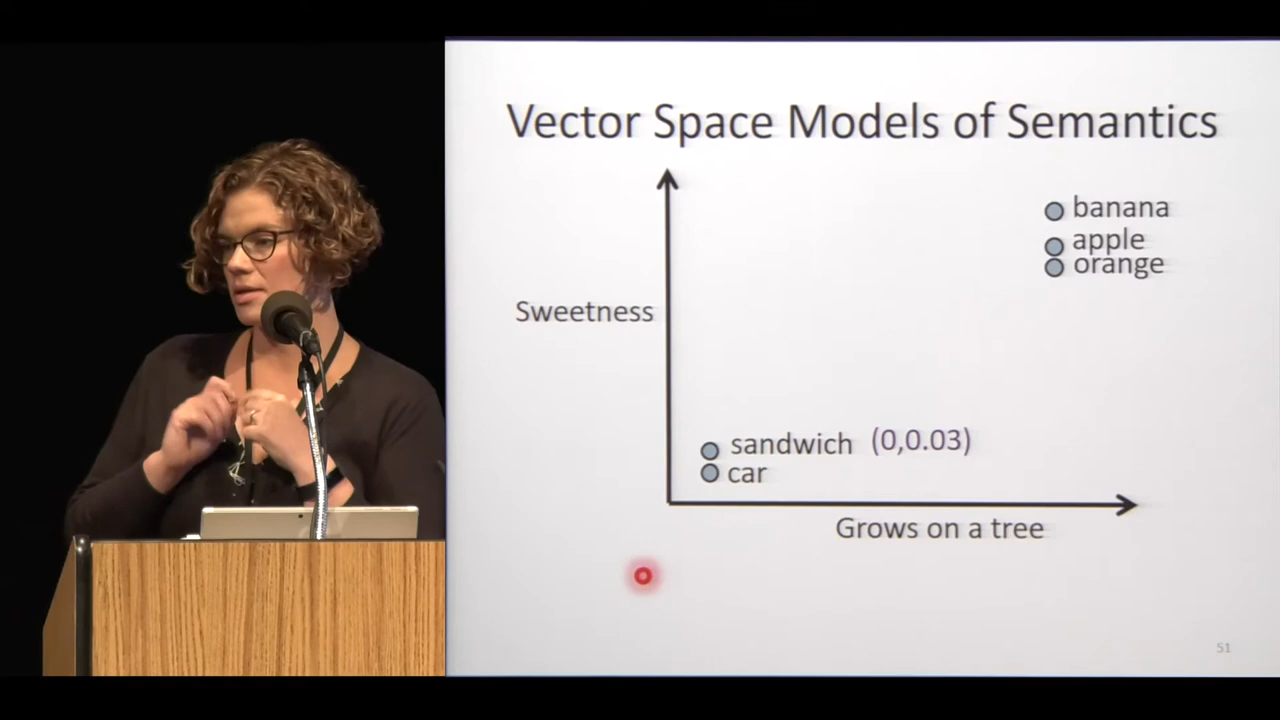 Vector Space Models of Semantics
banana
apple
orange
Sweetness
sandwich (0,0.03)
car
Grows on a tree
51